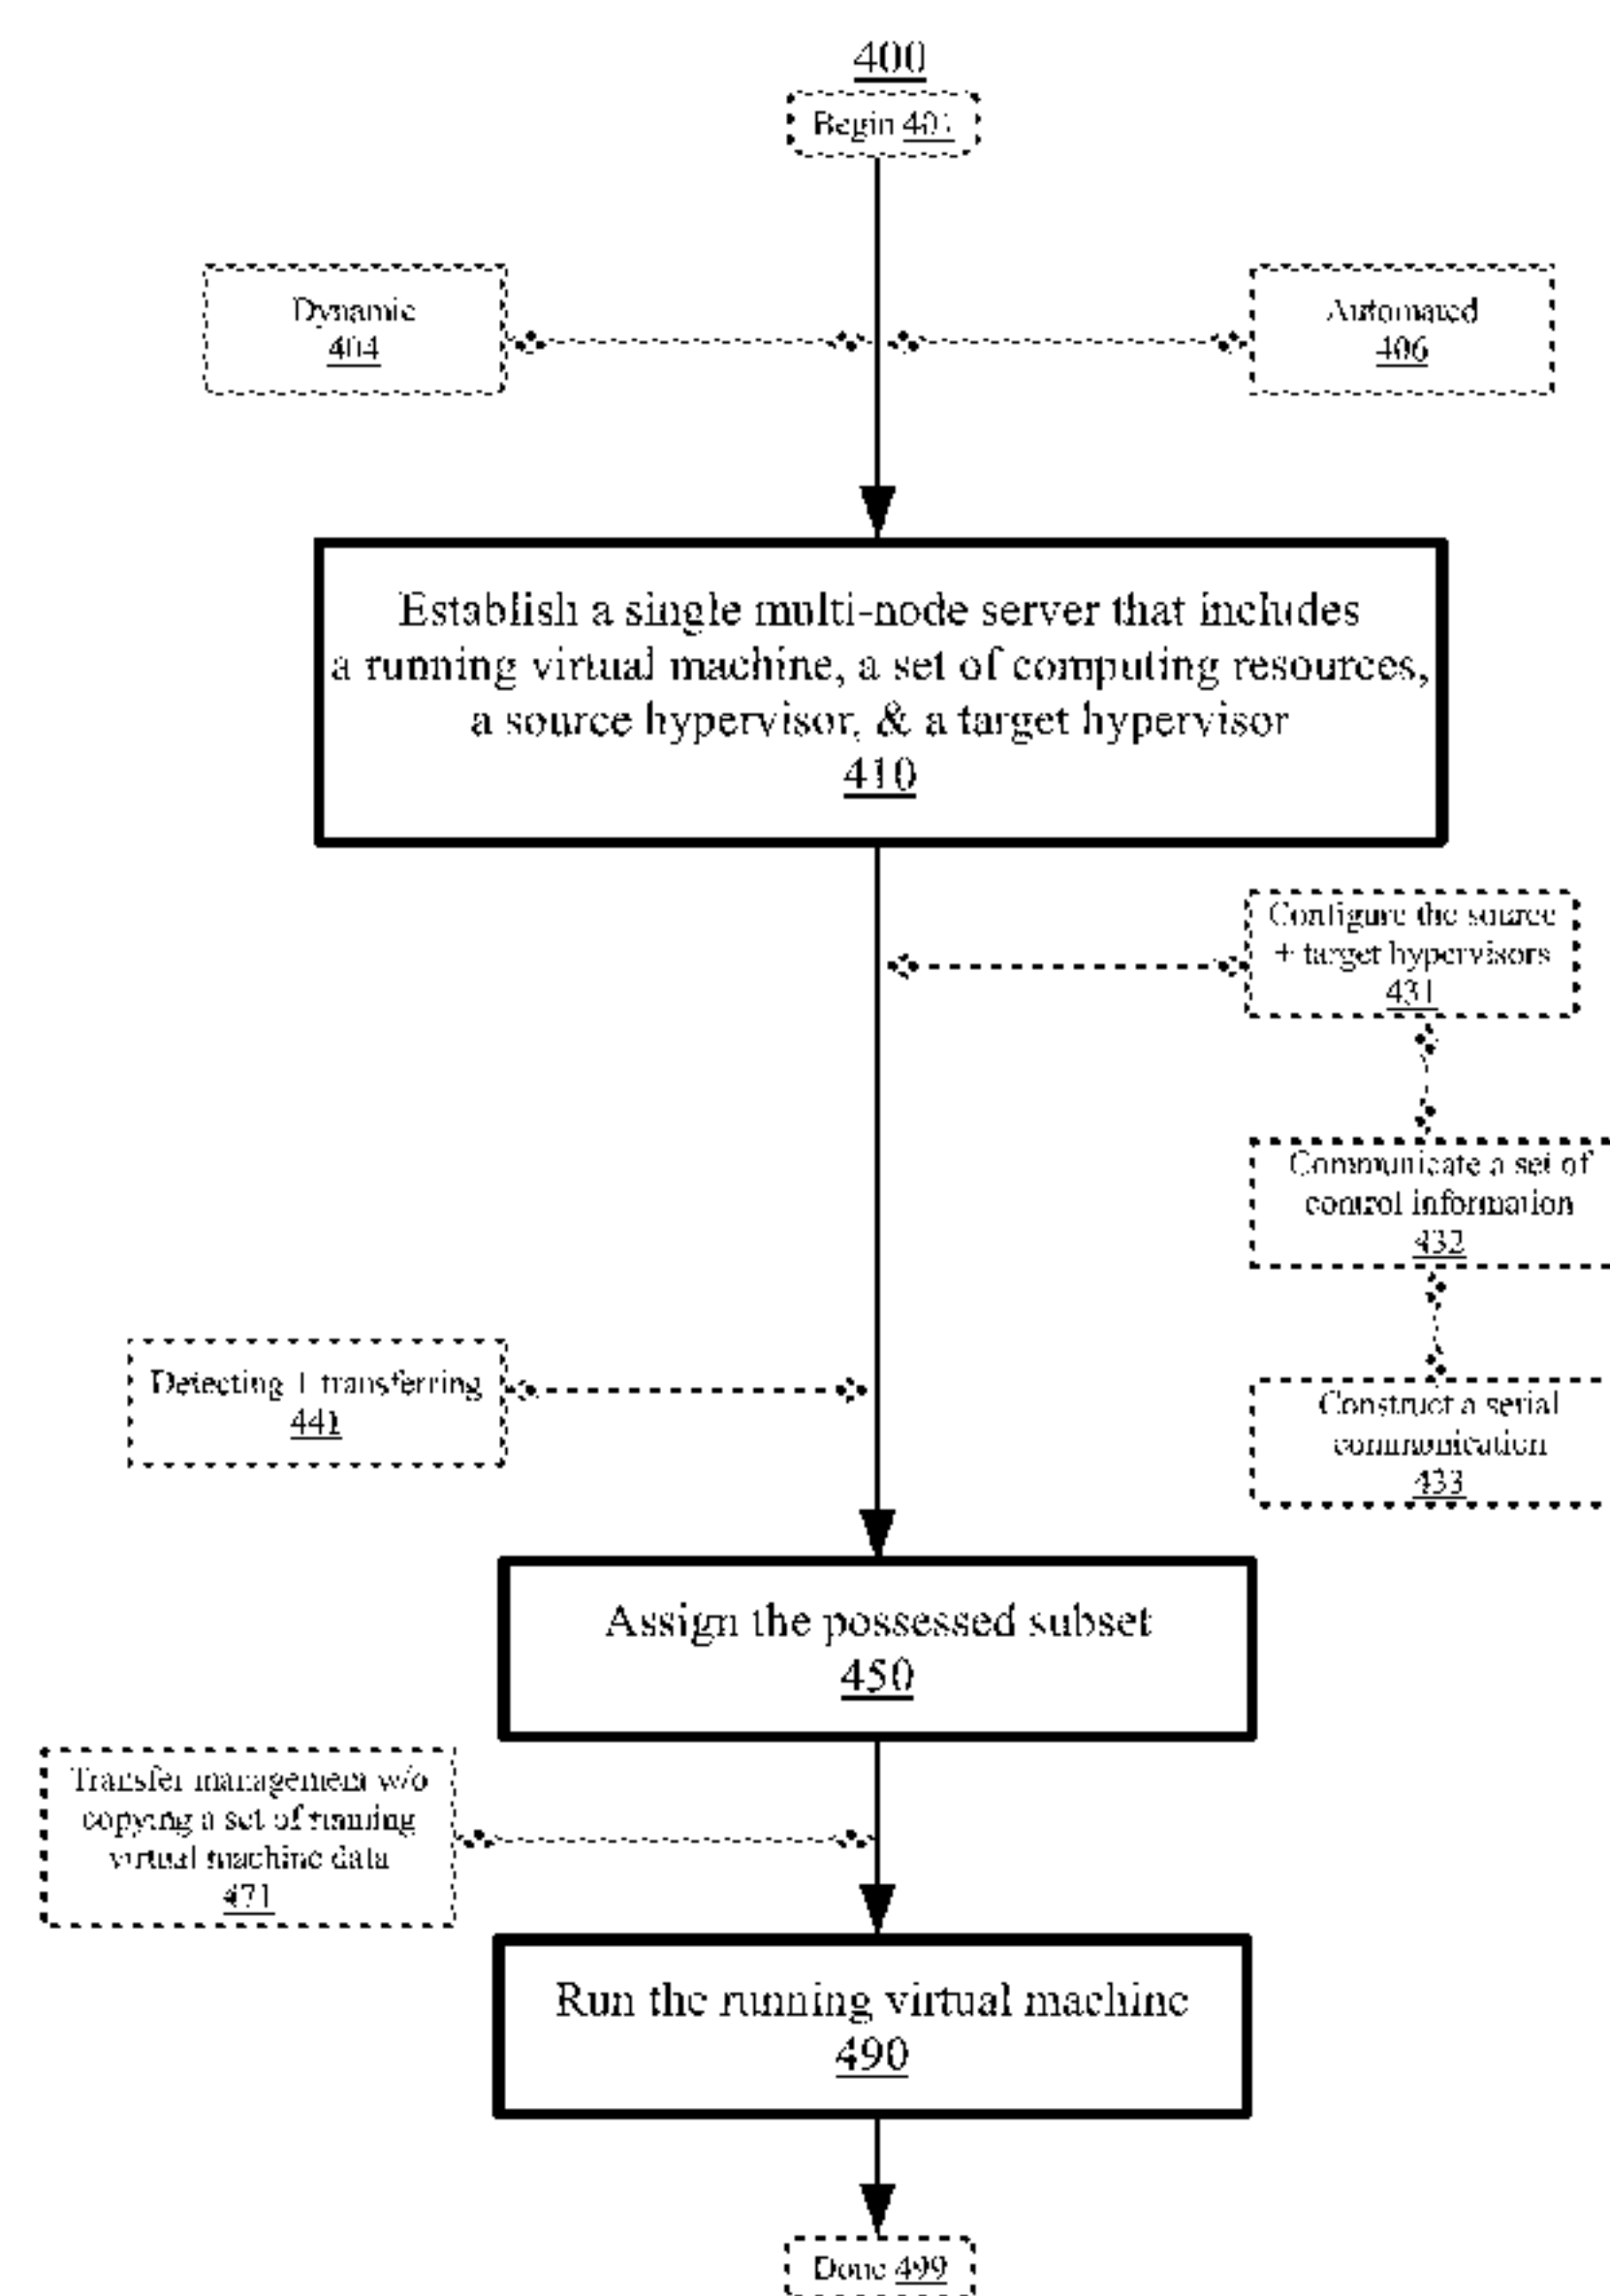 400
Begin 401
Dynamic
404
Automated
406
Establish a single multi-node server that includes
a running virtual machine, a set of computing resources,
a source hypervisor, & a target hypervisor
410
Configure the source
+ target hypervisors
431
Communicate a set of
control information
432
Detecting + transferring
441
Construct a serial
communication
433
Assign the possessed subset
450
Transfer management w/o
copying a set of running
virtual machine data
471
Run the running virtual machine
490
Done 499